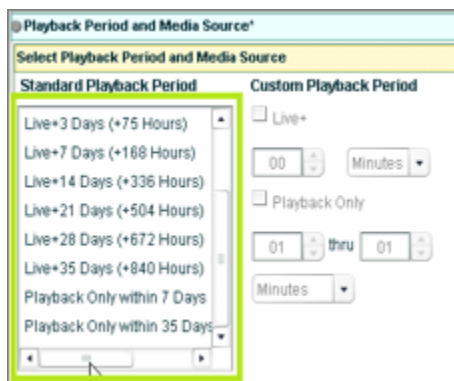 Playback Period and Media Source*
Select Playback Period and Media Source
Standard Playback Period
Live+3 Days (+75 Hours)
Live+7 Days (+168 Hours)
Live+14 Days (+336 Hours)
Live+21 Days (+504 Hours)
Live+28 Days (+672 Hours)
Live+35 Days (+840 Hours)
Playback Only within 7 Days
Playback Only within 35 Days
Custom Playback Period
Live+
00 Minutes
Playback Only
01 thru 01
Minutes